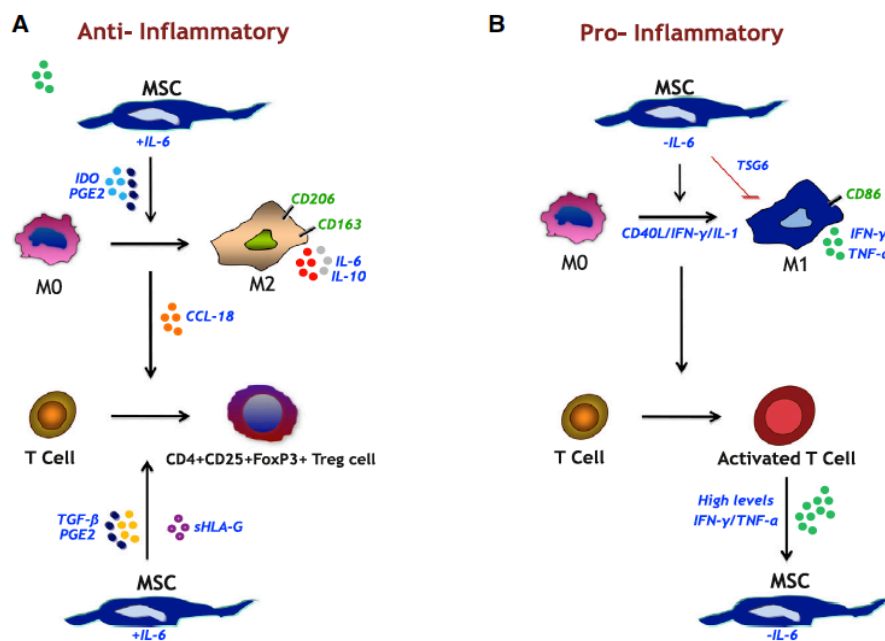 A
Anti- Inflammatory
MSC
+IL-6
IDO
PGE2
CD206
CD163
M0
M2
IL-6
IL-10
CCL-18
T Cell
CD4+CD25+FoxP3+ Treg cell
TGF-β
PGE2
sHLA-G
MSC
+IL-6
B
Pro- Inflammatory
MSC
-IL-6
TSG6
CD86
CD40L/IFN-γ/IL-1
IFN-γ
TNF-α
M0
M1
T Cell
Activated T Cell
High levels
IFN-γ/TNF-α
MSC
-IL-6